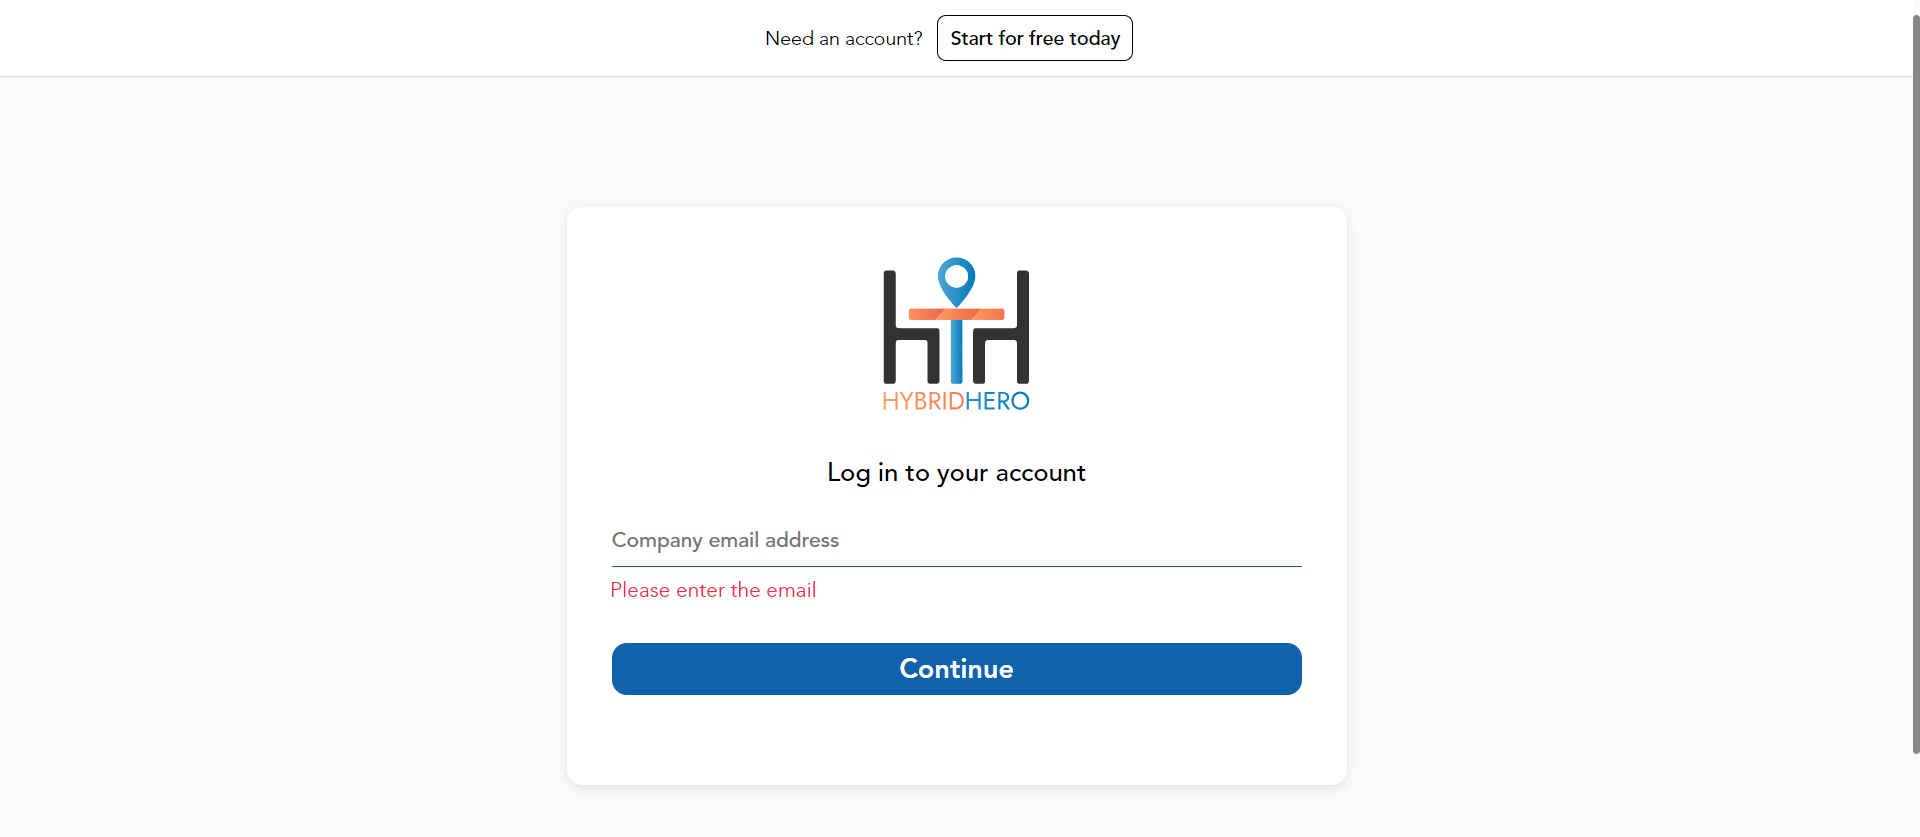 Need an account? Start for free today
HYBRIDHERO
Log in to your account
Company email address
Please enter the email
Continue